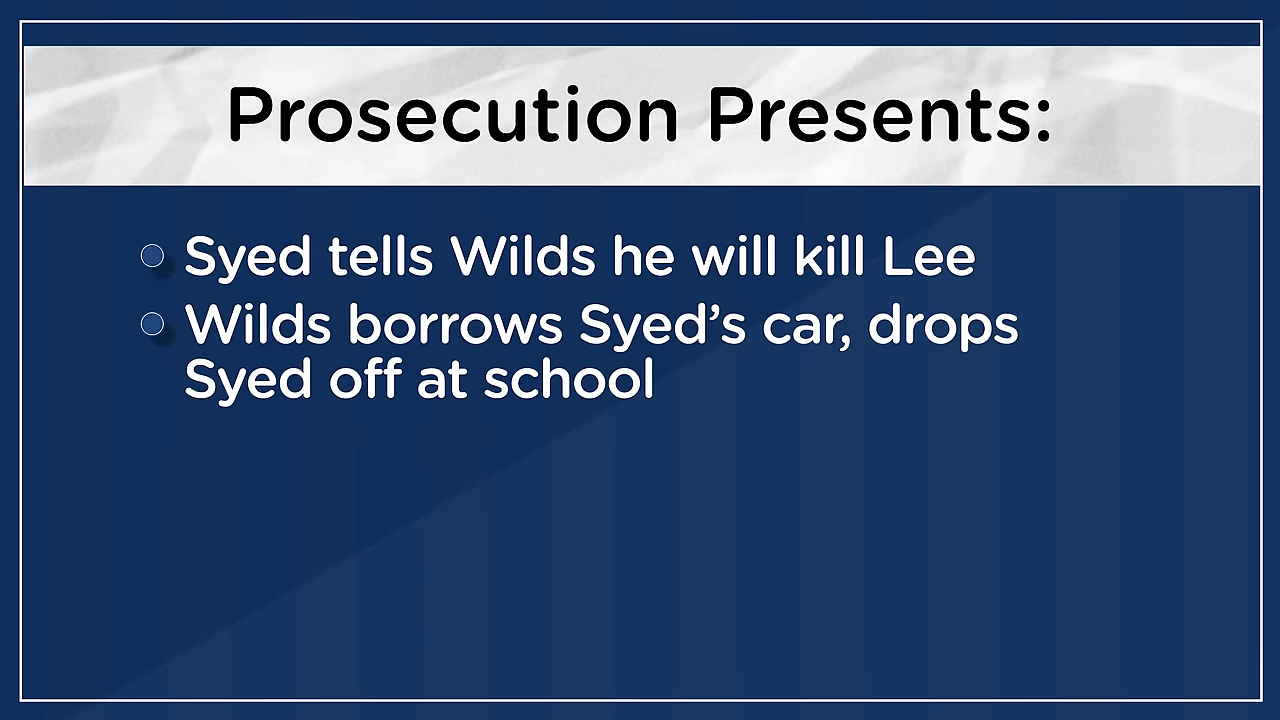 Prosecution Presents:
Syed tells Wilds he will kill Lee
Wilds borrows Syed’s car, drops
Syed off at school